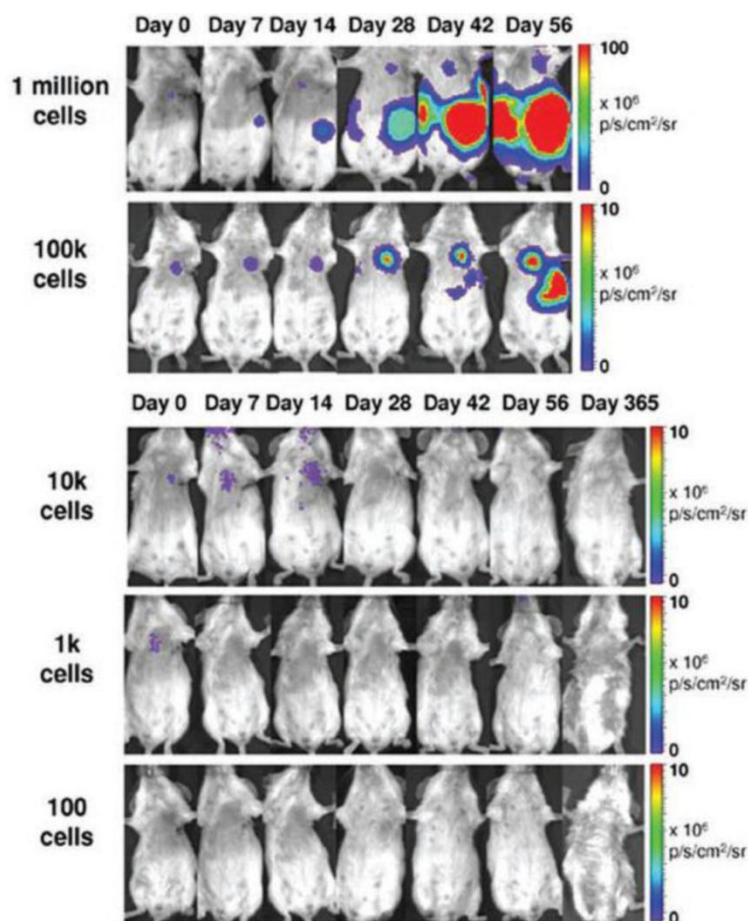 Day 0 Day 7 Day 14 Day 28 Day 42 Day 56
1 million
cells
100
x 10⁶
p/s/cm²/sr
0
100k
cells
10
x 10⁶
p/s/cm²/sr
0
Day 0 Day 7 Day 14 Day 28 Day 42 Day 56 Day 365
10k
cells
10
x 10⁶
p/s/cm²/sr
0
1k
cells
10
x 10⁶
p/s/cm²/sr
0
100
cells
10
x 10⁶
p/s/cm²/sr
0